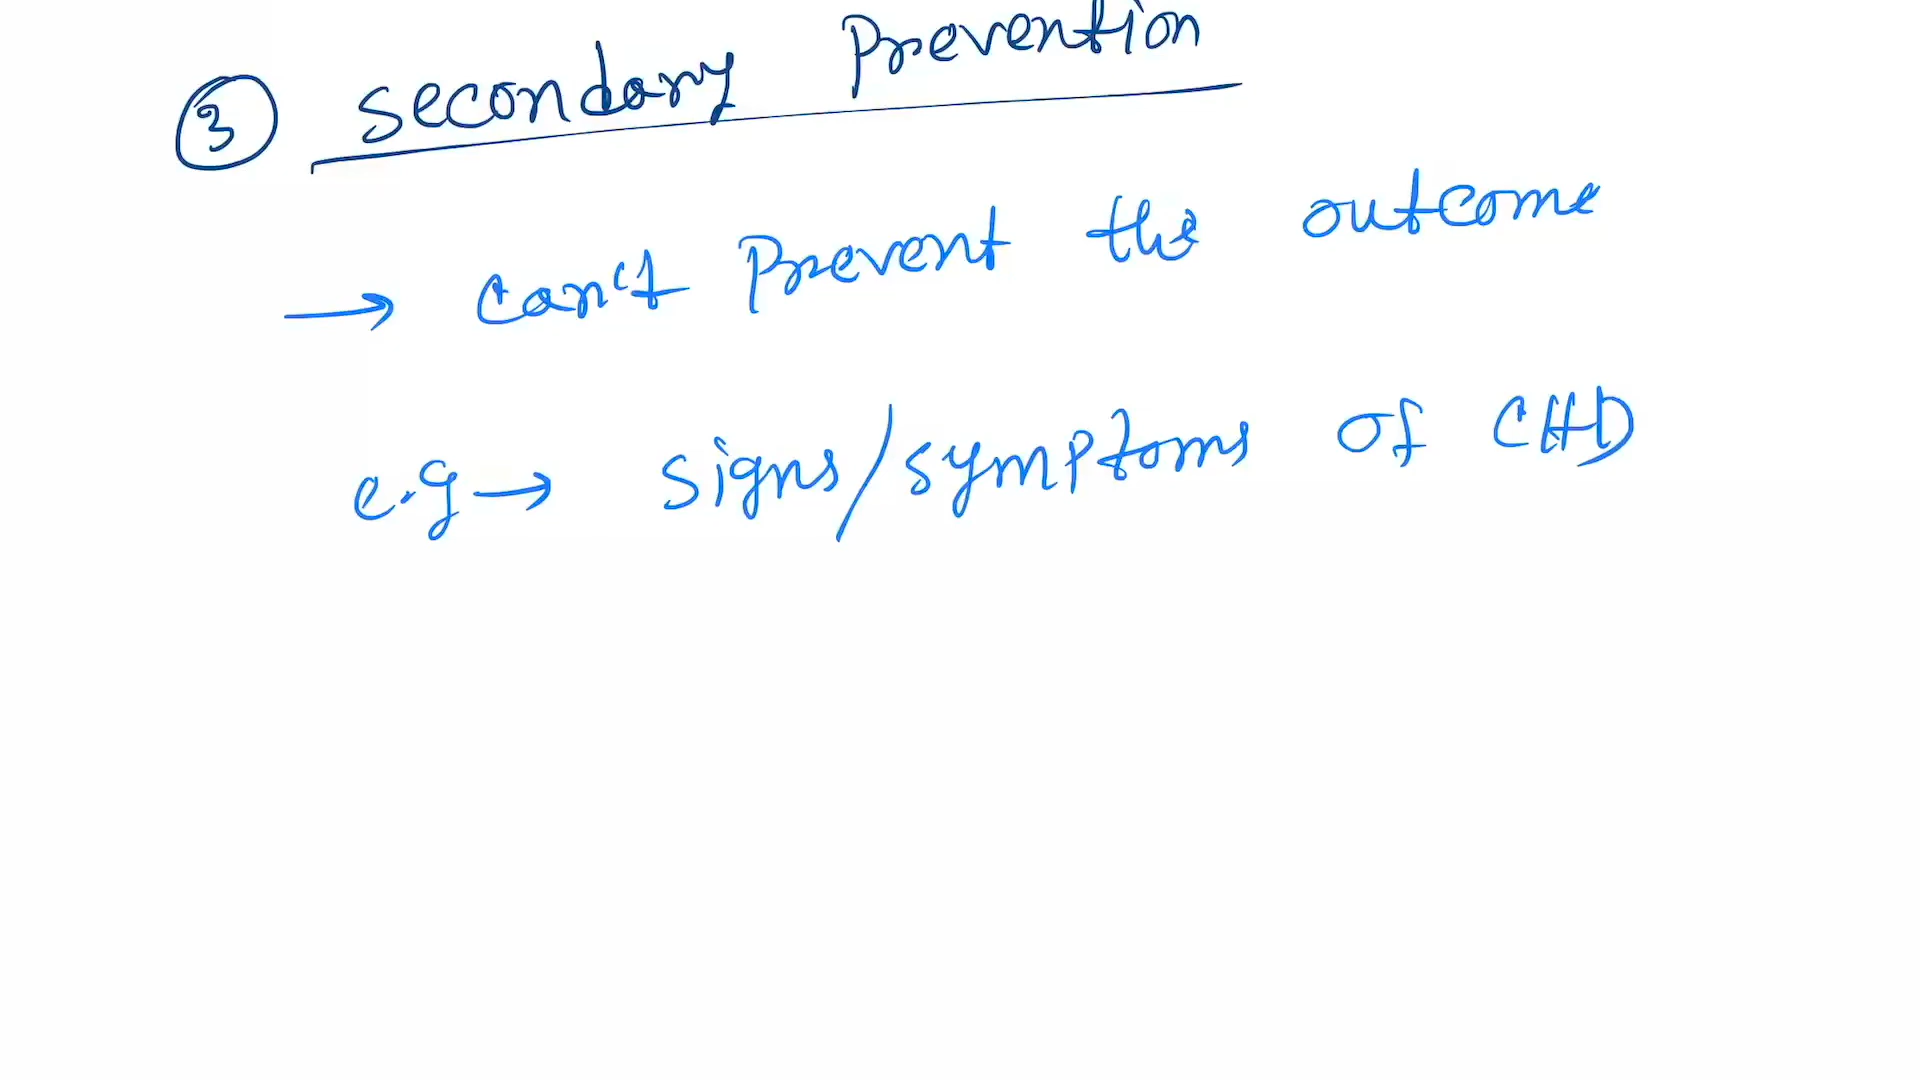 3 secondary Prevention
→ can't Prevent the outcome
e.g → signs/symptoms of CHD